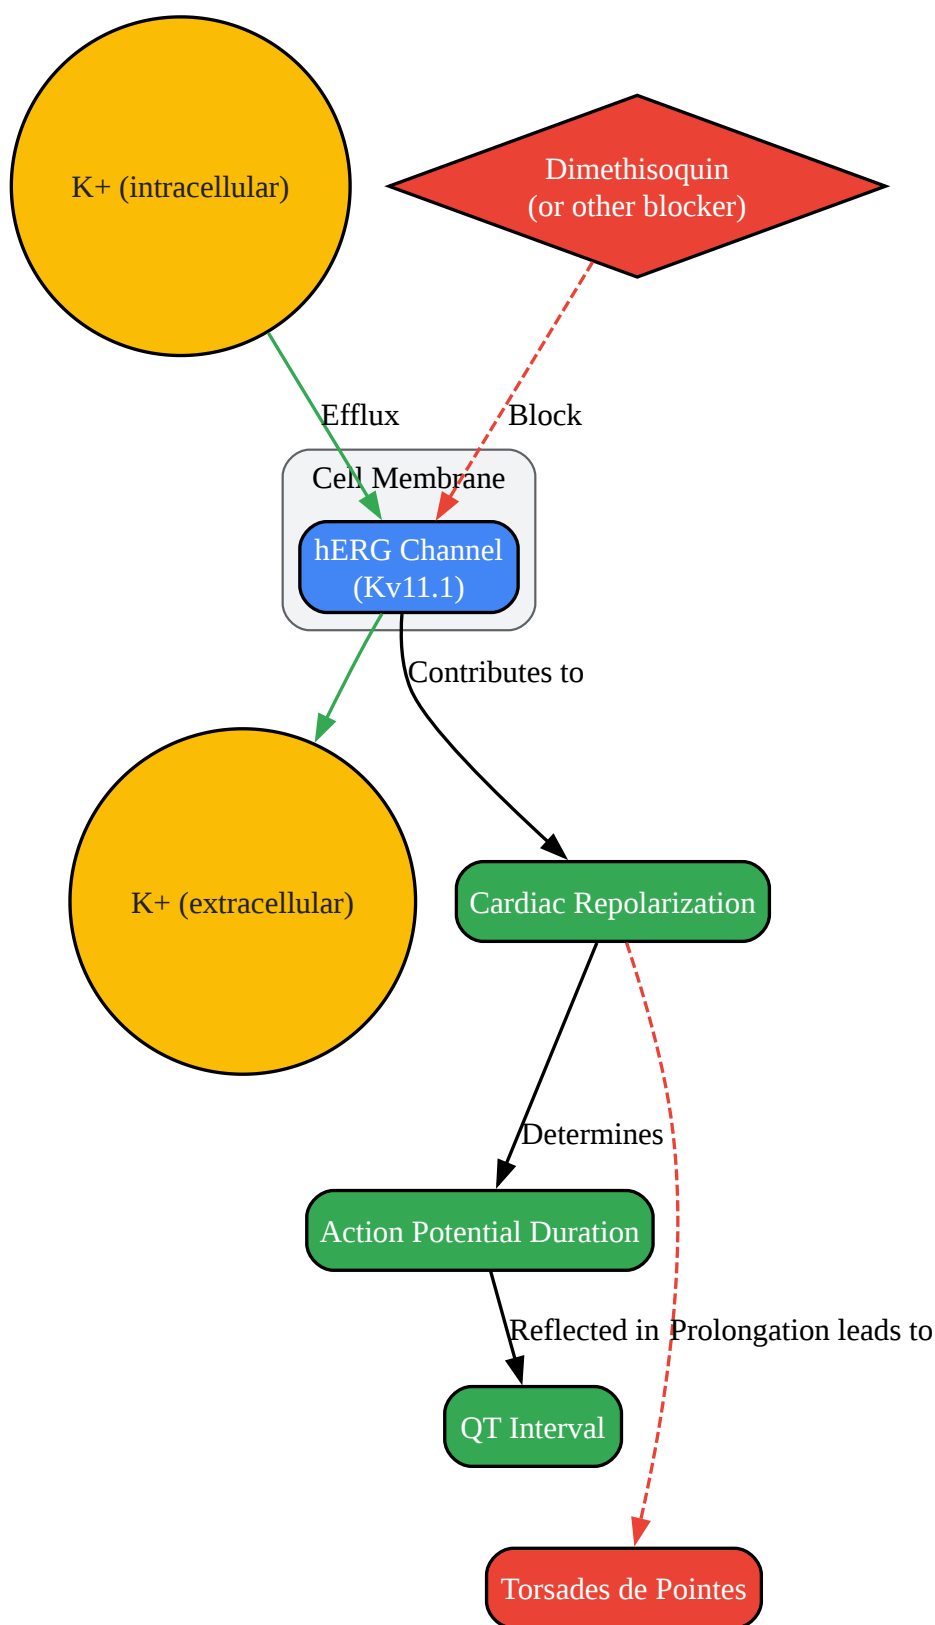 K+ (intracellular)
Dimethisoquin
(or other blocker)
Efflux
Block
Cell Membrane
hERG Channel
(Kv11.1)
Contributes to
K+ (extracellular)
Cardiac Repolarization
Determines
Action Potential Duration
Reflected in
Prolongation leads to
QT Interval
Torsades de Pointes